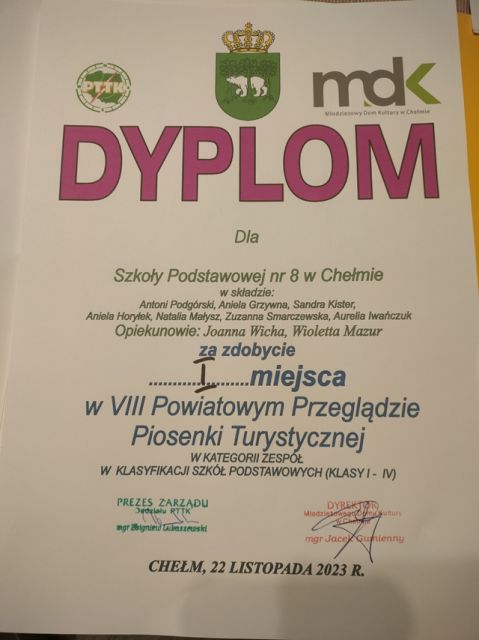 PTTK
mdk
Młodzieżowy Dom Kultury w Chełmie
DYPLOM
Dla
Szkoły Podstawowej nr 8 w Chełmie
w składzie:
Antoni Podgórski, Aniela Grzywna, Sandra Kister,
Aniela Horyłek, Natalia Małysz, Zuzanna Smarczewska, Aurelia Iwańczuk
Opiekunowie: Joanna Wicha, Wioletta Mazur
za zdobycie
.............I.........miejsca
w VIII Powiatowym Przeglądzie
Piosenki Turystycznej
W KATEGORII ZESPÓŁ
W KLASYFIKACJI SZKÓŁ PODSTAWOWYCH (KLASY I - IV)
PREZES ZARZĄDU
Oddziału PTTK
mgr Zbigniew Lubaszewski
DYREKTOR
Młodzieżowego Domu Kultury
w Chełmie
mgr Jacek Gumienny
CHEŁM, 22 LISTOPADA 2023 R.